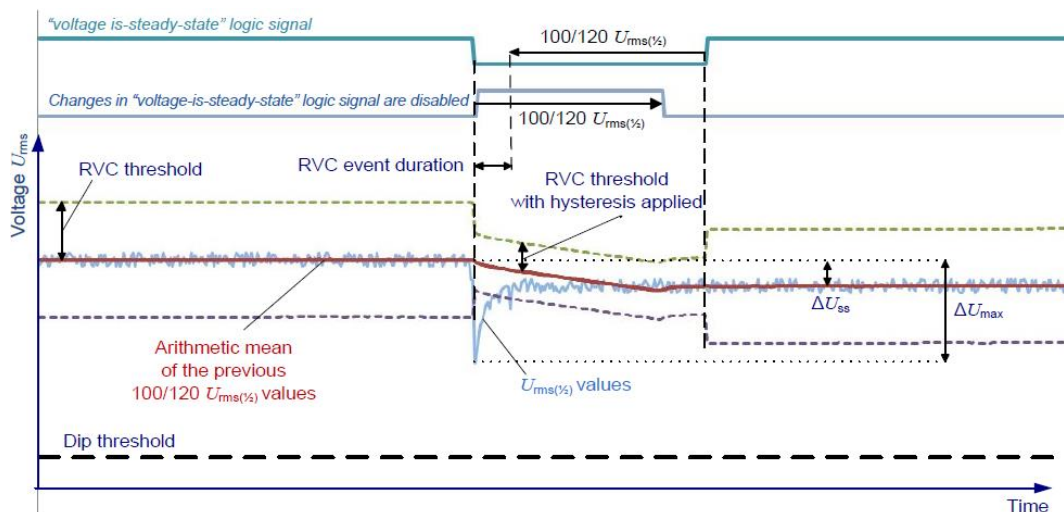 "voltage is-steady-state" logic signal
100/120 Urms(½)
Changes in "voltage-is-steady-state" logic signal are disabled
100/120 Urms(½)
Voltage Urms
RVC threshold
RVC event duration
RVC threshold
with hysteresis applied
ΔUss
ΔUmax
Arithmetic mean
of the previous
100/120 Urms(½) values
Urms(½) values
Dip threshold
Time